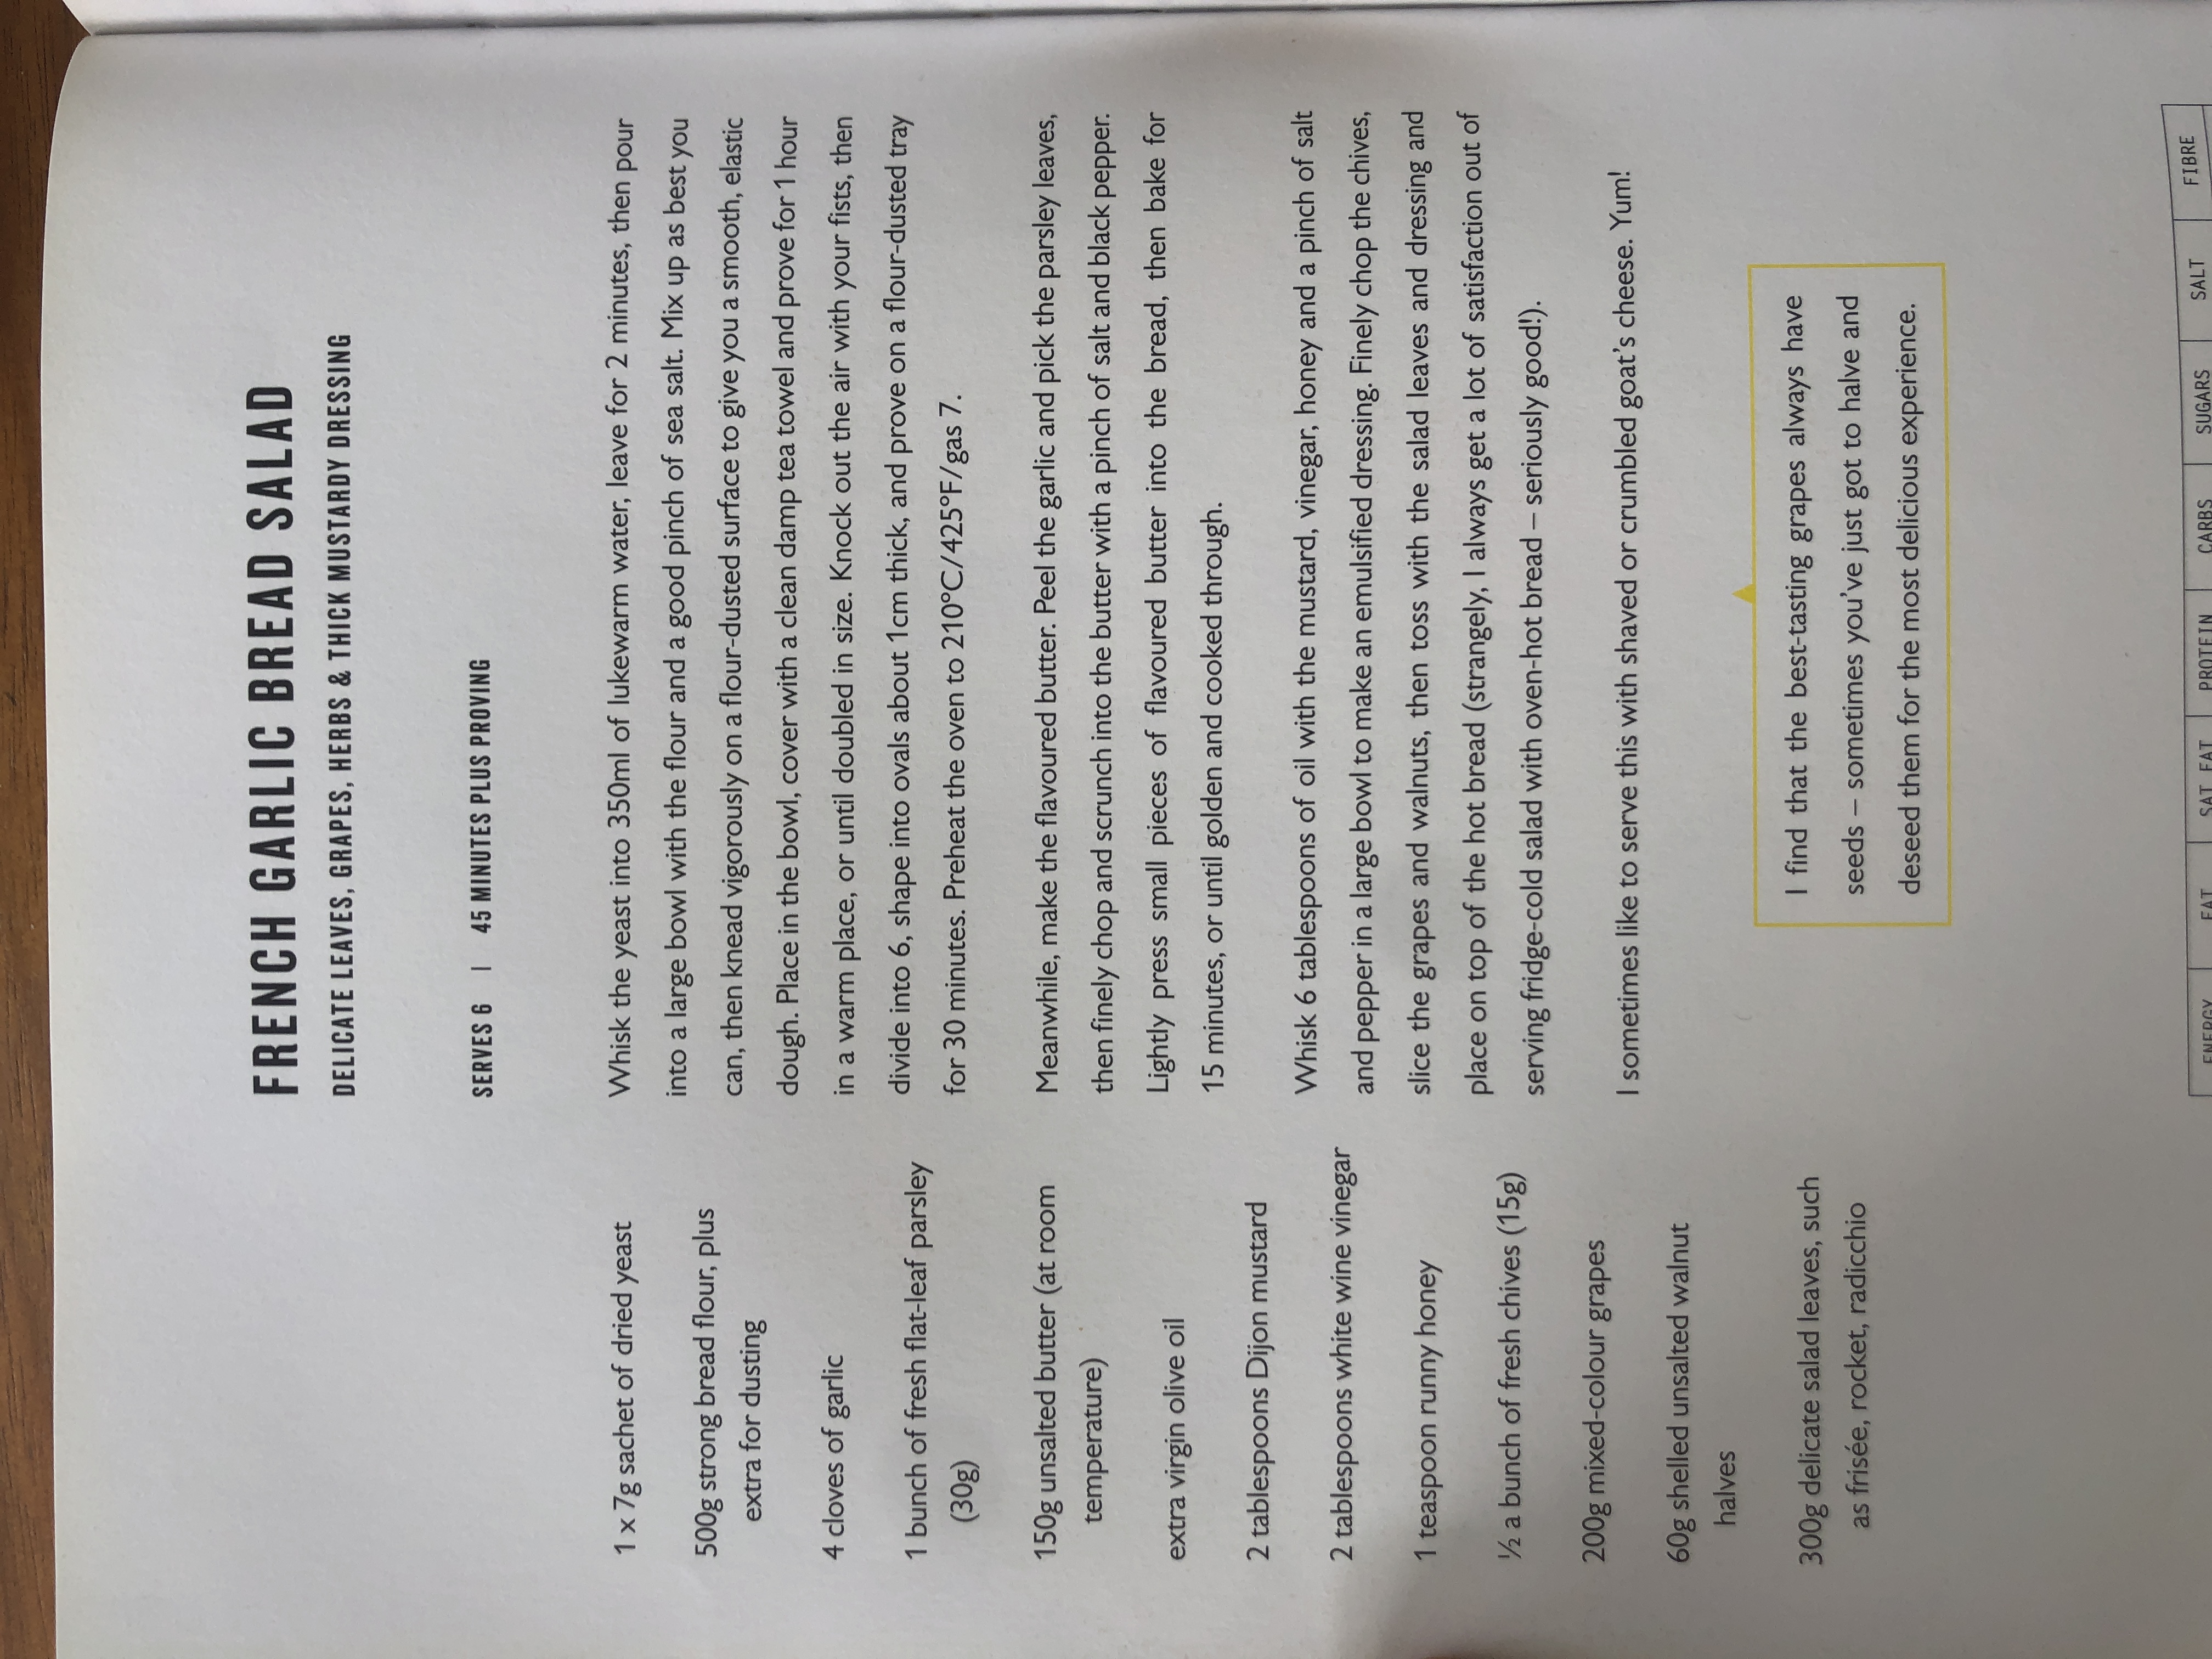 FRENCH GARLIC BREAD SALAD
DELICATE LEAVES, GRAPES, HERBS & THICK MUSTARDY DRESSING
SERVES 6 | 45 MINUTES PLUS PROVING
1 x 7g sachet of dried yeast
500g strong bread flour, plus
extra for dusting
4 cloves of garlic
1 bunch of fresh flat-leaf parsley
(30g)
150g unsalted butter (at room
temperature)
extra virgin olive oil
2 tablespoons Dijon mustard
2 tablespoons white wine vinegar
1 teaspoon runny honey
½ a bunch of fresh chives (15g)
200g mixed-colour grapes
60g shelled unsalted walnut
halves
300g delicate salad leaves, such
as frisée, rocket, radicchio
Whisk the yeast into 350ml of lukewarm water, leave for 2 minutes, then pour
into a large bowl with the flour and a good pinch of sea salt. Mix up as best you
can, then knead vigorously on a flour-dusted surface to give you a smooth, elastic
dough. Place in the bowl, cover with a clean damp tea towel and prove for 1 hour
in a warm place, or until doubled in size. Knock out the air with your fists, then
divide into 6, shape into ovals about 1cm thick, and prove on a flour-dusted tray
for 30 minutes. Preheat the oven to 210°C/425°F/gas 7.
Meanwhile, make the flavoured butter. Peel the garlic and pick the parsley leaves,
then finely chop and scrunch into the butter with a pinch of salt and black pepper.
Lightly press small pieces of flavoured butter into the bread, then bake for
15 minutes, or until golden and cooked through.
Whisk 6 tablespoons of oil with the mustard, vinegar, honey and a pinch of salt
and pepper in a large bowl to make an emulsified dressing. Finely chop the chives,
slice the grapes and walnuts, then toss with the salad leaves and dressing and
place on top of the hot bread (strangely, I always get a lot of satisfaction out of
serving fridge-cold salad with oven-hot bread – seriously good!).
I sometimes like to serve this with shaved or crumbled goat's cheese. Yum!
I find that the best-tasting grapes always have
seeds – sometimes you've just got to halve and
deseed them for the most delicious experience.
ENERGY FAT SAT FAT PROTEIN CARBS SUGARS SALT FIBRE